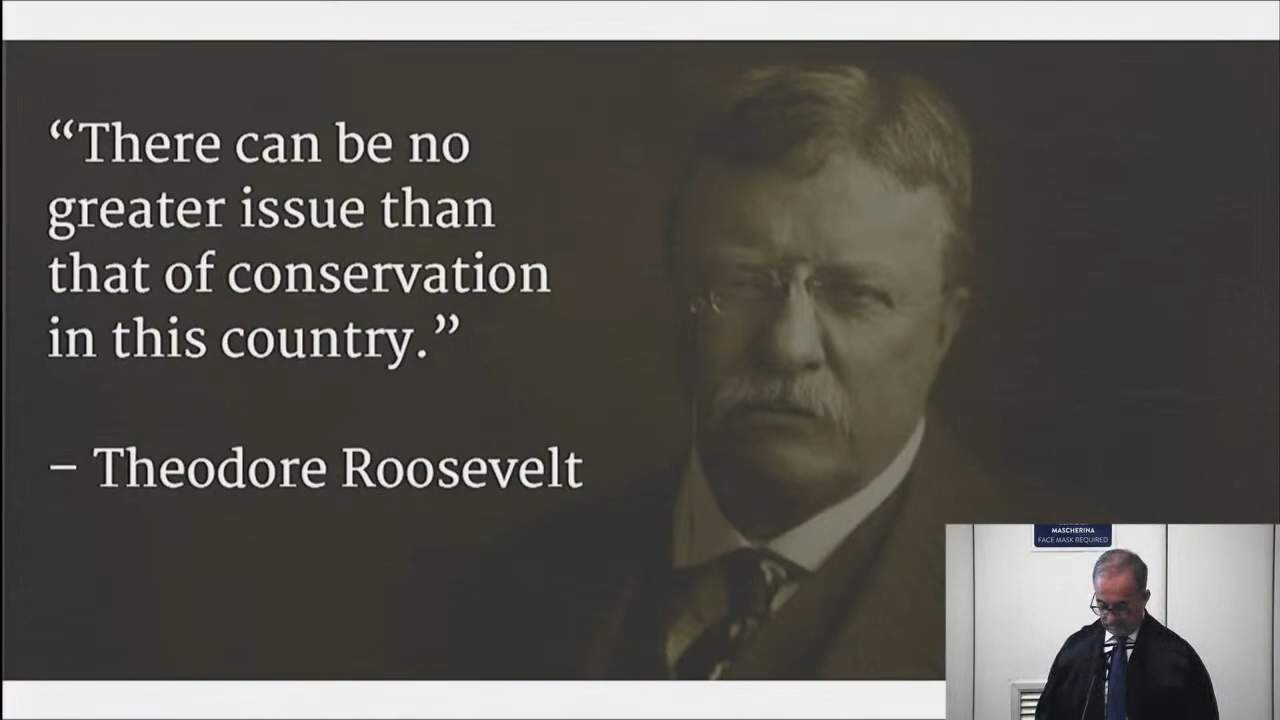 “There can be no
greater issue than
that of conservation
in this country.”
– Theodore Roosevelt
MASCHERINA
FACE MASK REQUIRED